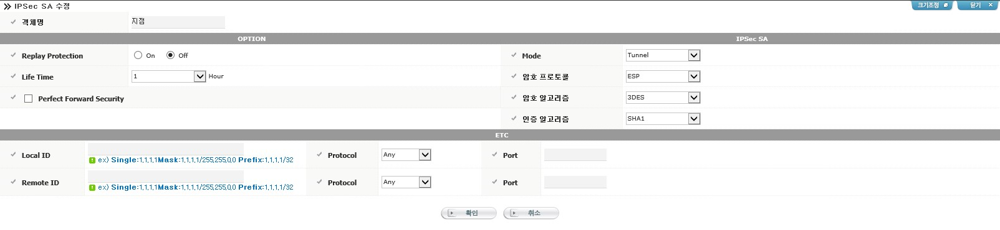 IPSec SA 수정 크기조정 닫기
객체명 지점
OPTION IPSec SA
Replay Protection On Off Mode Tunnel
Life Time 1 Hour 암호 프로토콜 ESP
Perfect Forward Security 암호 알고리즘 3DES
인증 알고리즘 SHA1
ETC
Local ID Protocol Any Port
ex) Single:1,1,1,1Mask:1,1,1,1/255,255,0,0 Prefix:1,1,1,1/32
Remote ID Protocol Any Port
ex) Single:1,1,1,1Mask:1,1,1,1/255,255,0,0 Prefix:1,1,1,1/32
확인 취소